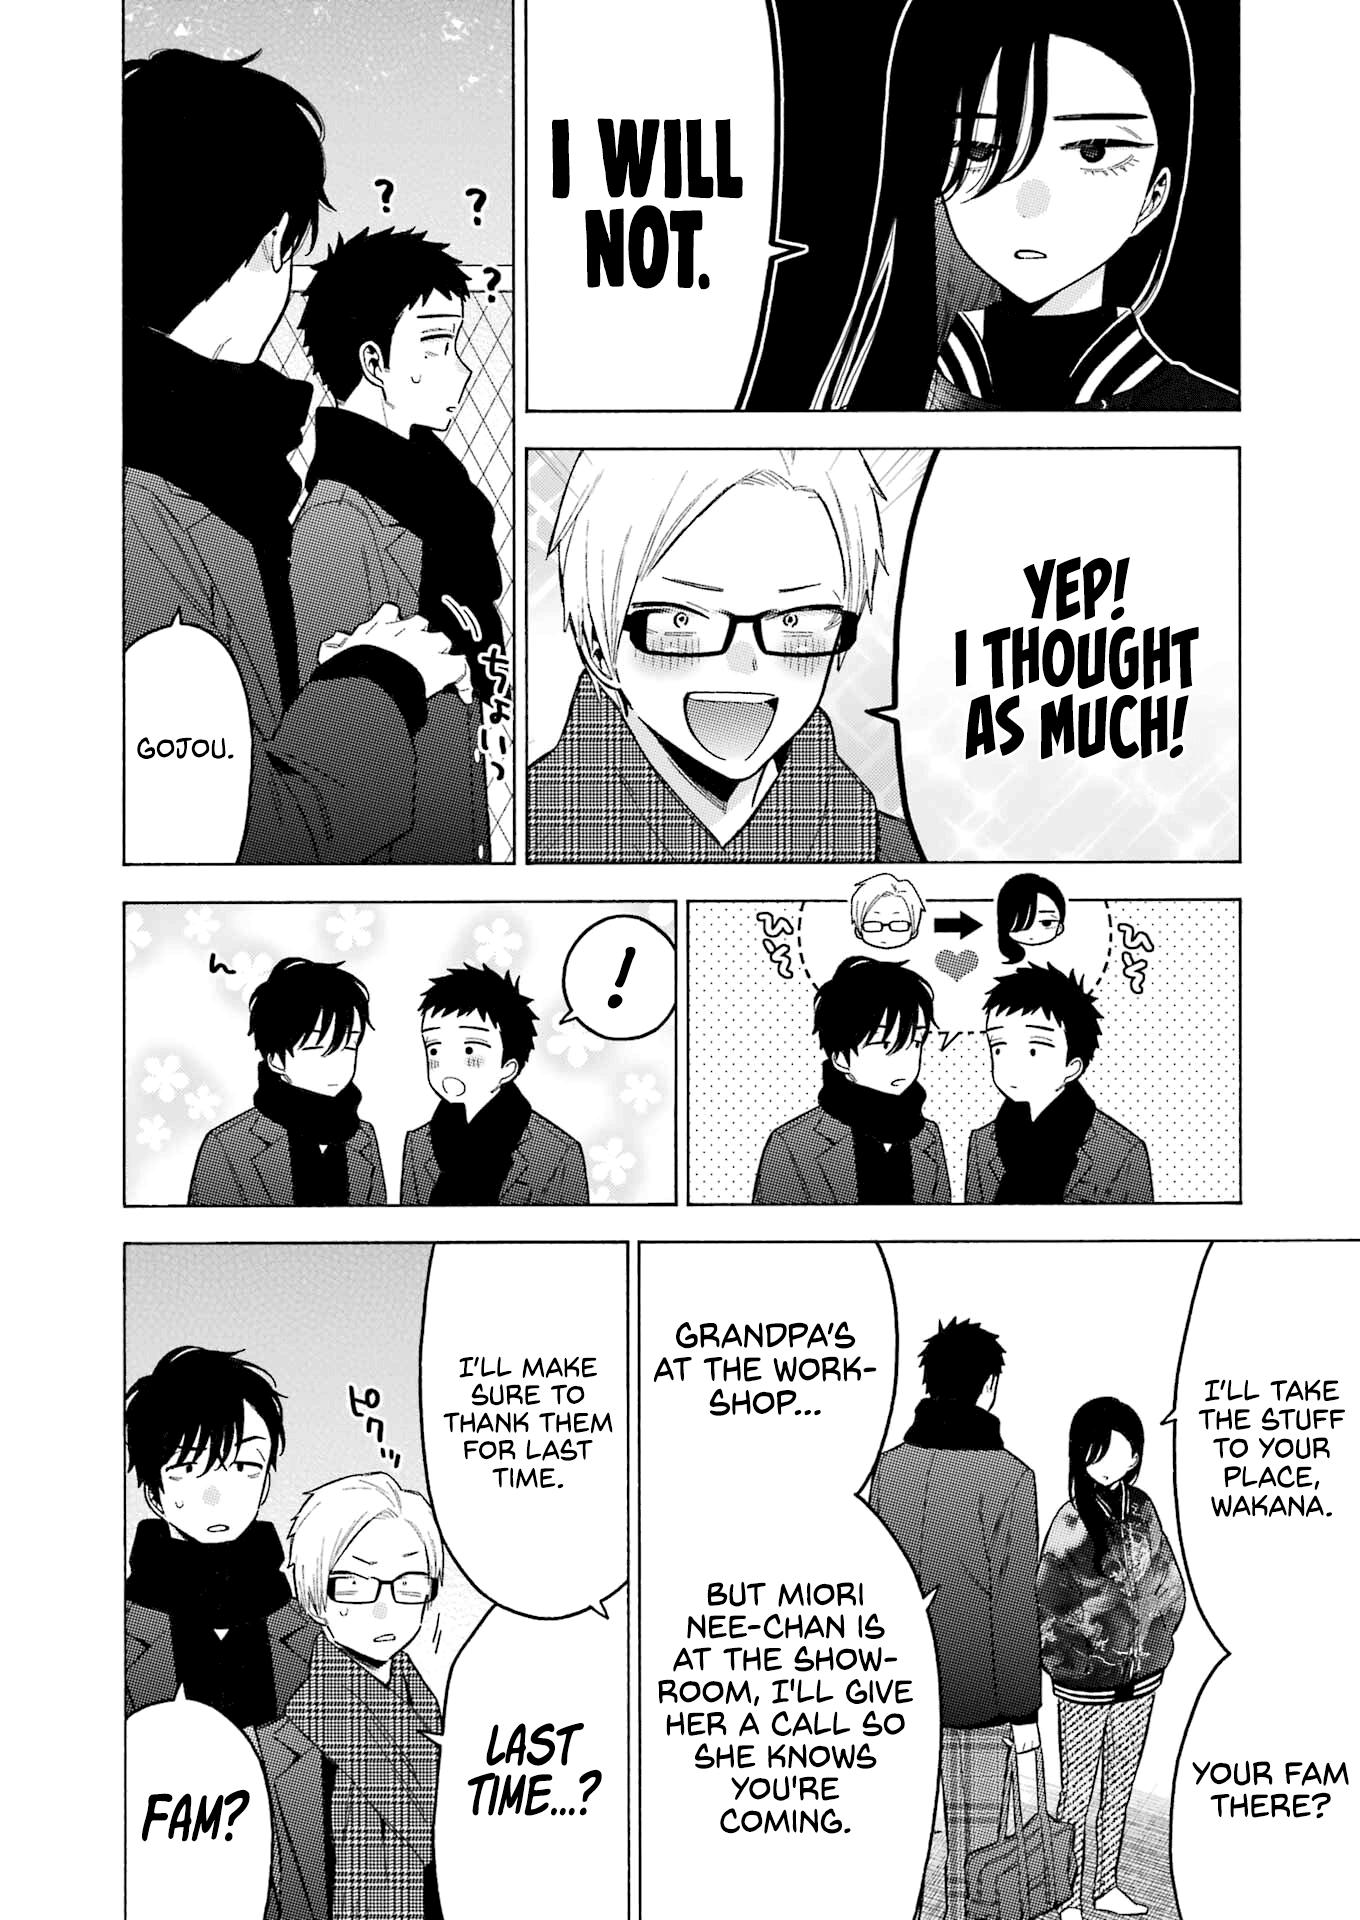 I WILL
NOT.
?
?
?
YEP!
I THOUGHT
AS MUCH!
GOJOU.
ちょいっ
ひそ
ひそ
!
ん
I'LL TAKE
THE STUFF
TO YOUR
PLACE,
WAKANA.
YOUR FAM
THERE?
GRANDPA'S
AT THE WORK-
SHOP...
BUT MIORI
NEE-CHAN IS
AT THE SHOW-
ROOM, I'LL GIVE
HER A CALL SO
SHE KNOWS
YOU'RE
COMING.
I'LL MAKE
SURE TO
THANK THEM
FOR LAST
TIME.
ピクッ
LAST
TIME...?
FAM?